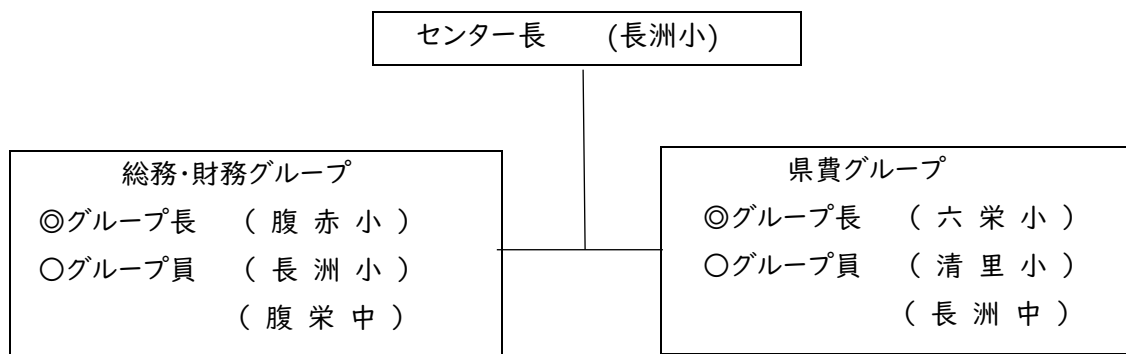 センター長　　(長洲小)
総務・財務グループ
◎グループ長　（ 腹 赤 小 ）
○グループ員　（ 長 洲 小 ）
（ 腹 栄 中 ）
県費グループ
◎グループ長　（ 六 栄 小 ）
○グループ員　（ 清 里 小 ）
（ 長 洲 中 ）